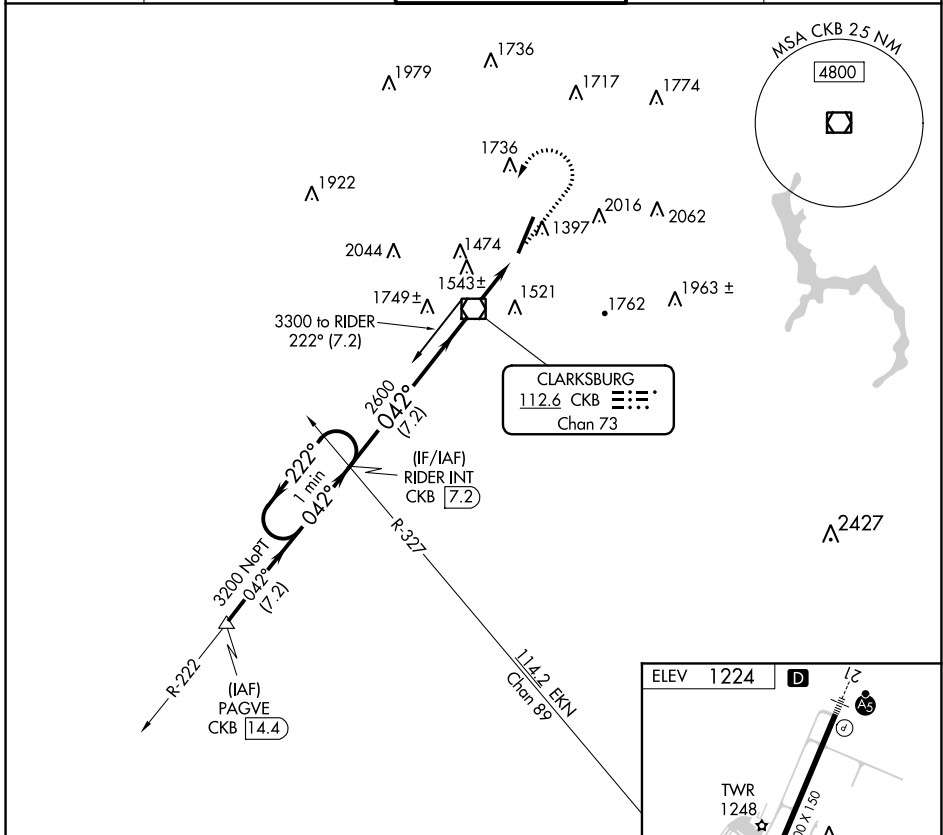 MSA CKB 25 NM
4800
1979
1736
1717
1774
1736
1922
1397
2016
2062
2044
1474
1543±
1749±
1521
1762
1963 ±
3300 to RIDER
222° (7.2)
CLARKSBURG
112.6 CKB
Chan 73
2600
042°
(7.2)
(IF/IAF)
RIDER INT
CKB 7.2
222°
1 min
042°
R-327
2427
3200 NoPT
042°
(7.2)
R-222
(IAF)
PAGVE
CKB 14.4
114.2 EKN
Chan 89
ELEV 1224
D
21
A5
P
TWR
1248
00 X 150